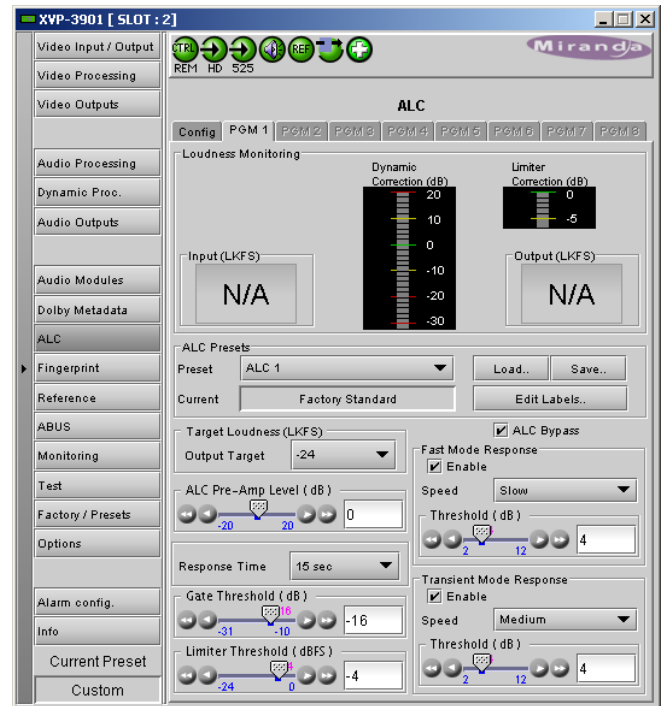 XVP-3901 [ SLOT : 2]
Video Input / Output
Video Processing
Video Outputs
Audio Processing
Dynamic Proc.
Audio Outputs
Audio Modules
Dolby Metadata
ALC
Fingerprint
Reference
ABUS
Monitoring
Test
Factory / Presets
Options
Alarm config.
Info
Current Preset
Custom
CTRL REF
REM HD 525
Miranda
ALC
Config PGM 1 PGM 2 PGM 3 PGM 4 PGM 5 PGM 6 PGM 7 PGM 8
Loudness Monitoring
Dynamic
Correction (dB)
20
10
0
-10
-20
-30
Limiter
Correction (dB)
0
-5
Input (LKFS)
N/A
Output (LKFS)
N/A
ALC Presets
Preset ALC 1 Load.. Save..
Current Factory Standard Edit Labels..
Target Loudness (LKFS)
Output Target -24
ALC Pre-Amp Level ( dB )
0
-20 20
Response Time 15 sec
Gate Threshold ( dB )
16
-16
-31 -10
Limiter Threshold ( dBFS )
4
-4
-24 0
ALC Bypass
Fast Mode Response
Enable
Speed Slow
Threshold ( dB )
4
2 12
Transient Mode Response
Enable
Speed Medium
Threshold ( dB )
4
2 12